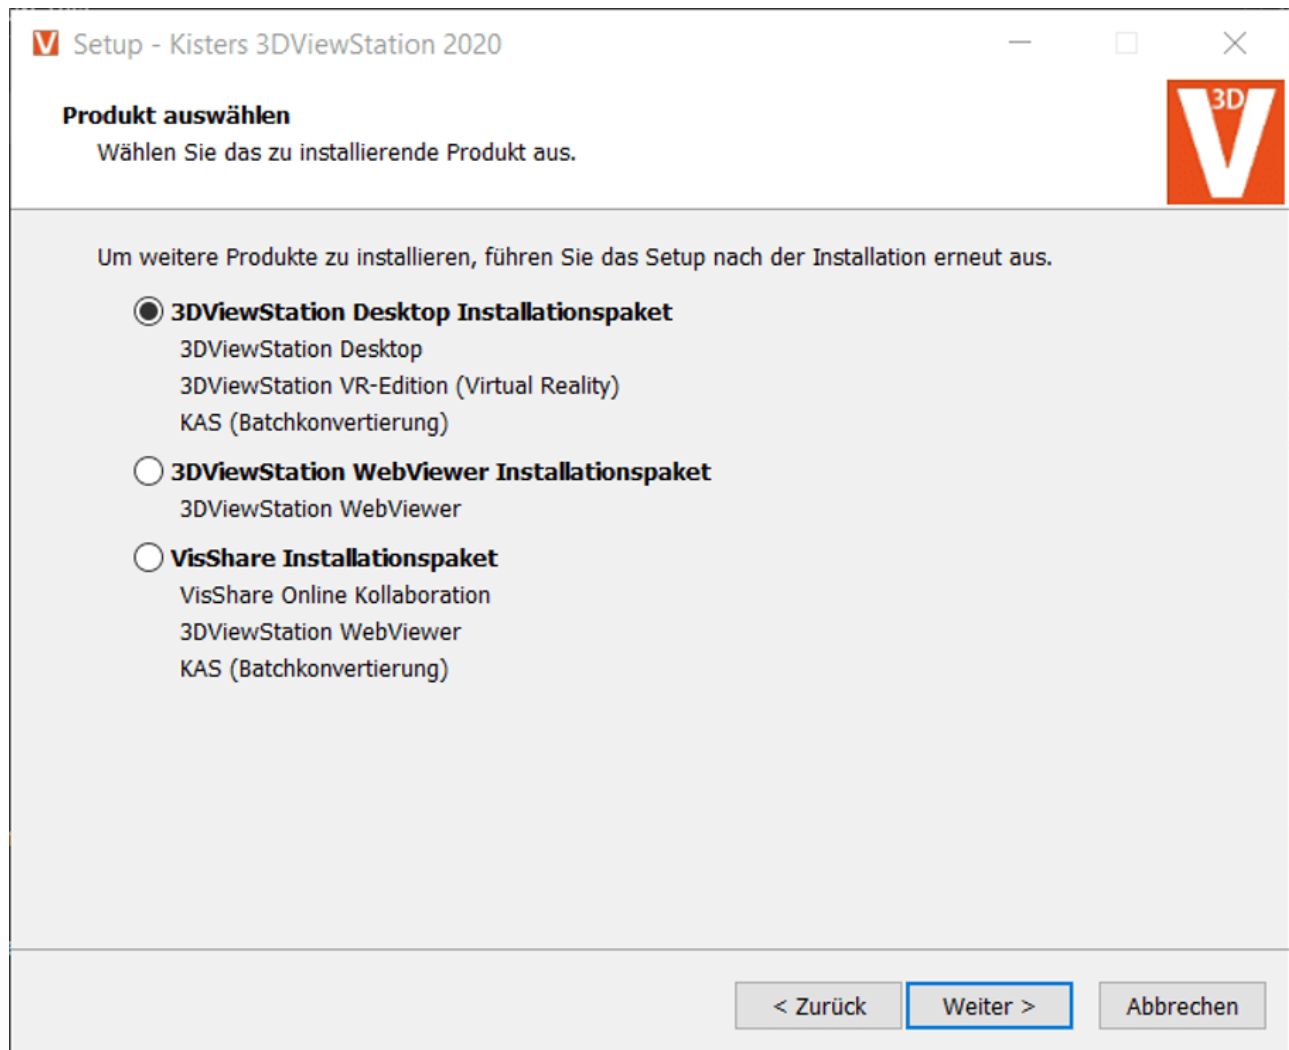 Setup - Kisters 3DViewStation 2020
Produkt auswählen
Wählen Sie das zu installierende Produkt aus.
3D
V
Um weitere Produkte zu installieren, führen Sie das Setup nach der Installation erneut aus.
3DViewStation Desktop Installationspaket
3DViewStation Desktop
3DViewStation VR-Edition (Virtual Reality)
KAS (Batchkonvertierung)
3DViewStation WebViewer Installationspaket
3DViewStation WebViewer
VisShare Installationspaket
VisShare Online Kollaboration
3DViewStation WebViewer
KAS (Batchkonvertierung)
< Zurück
Weiter >
Abbrechen